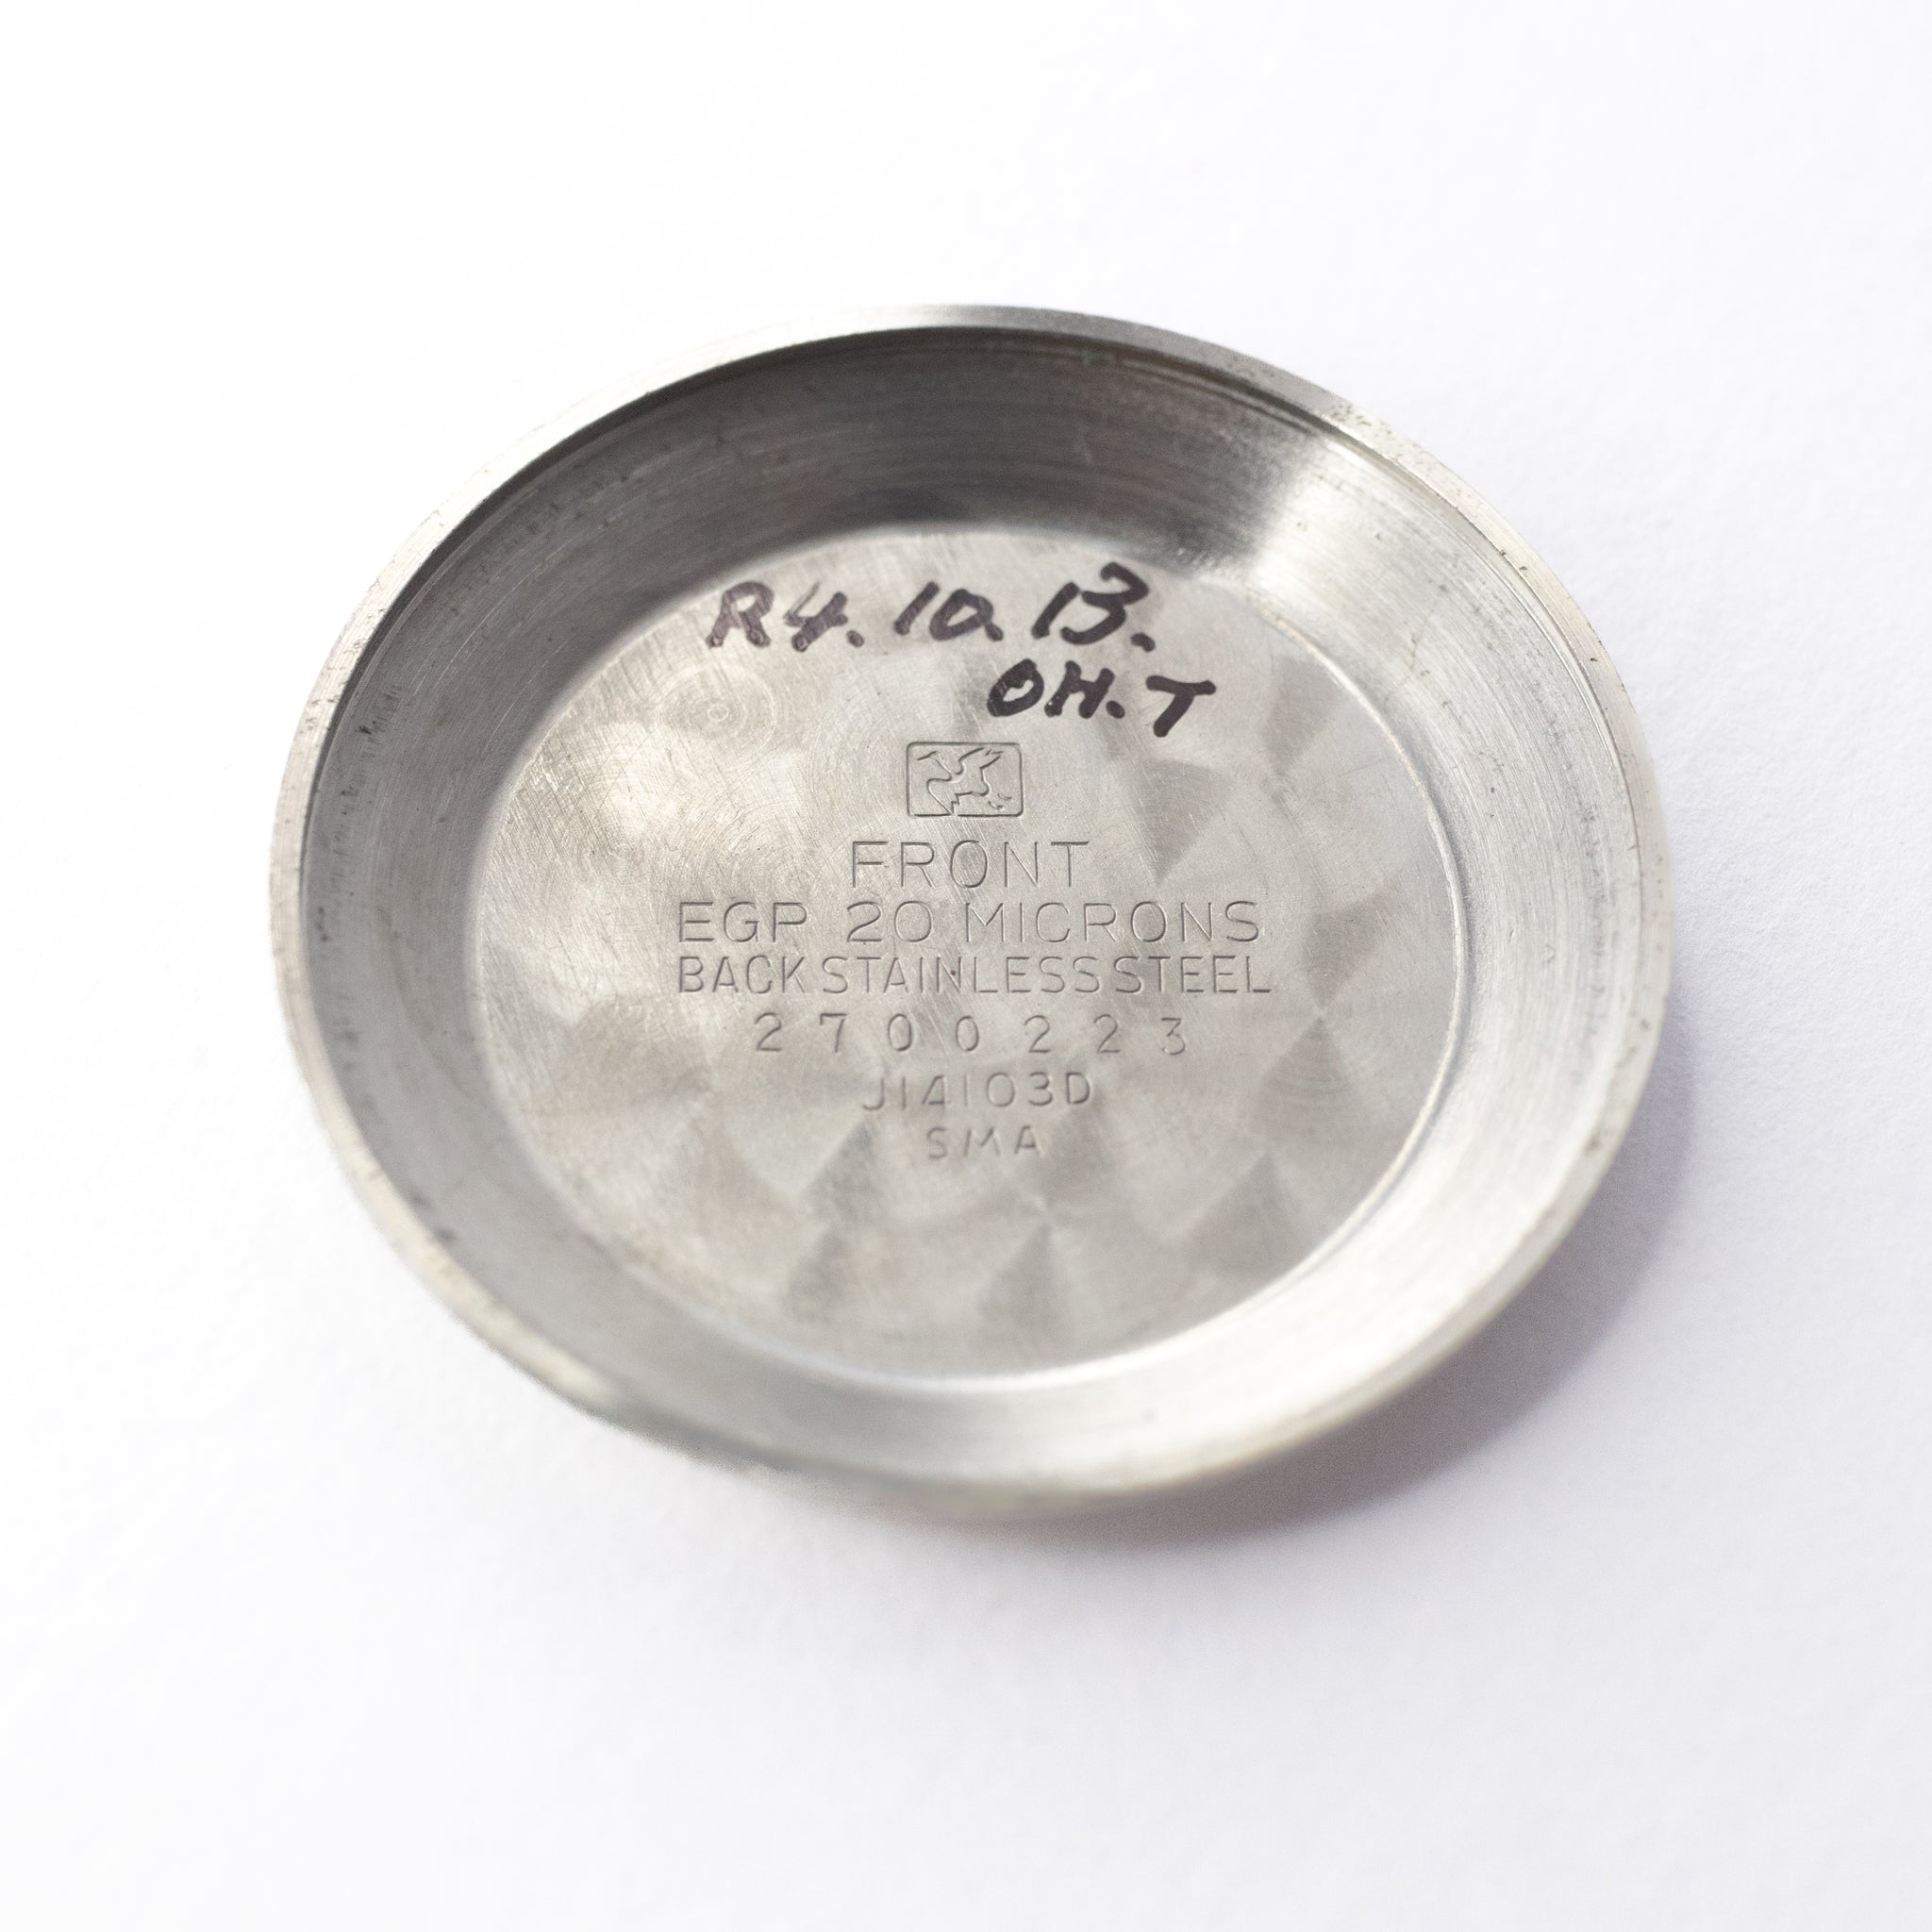 R4.10.13.
OH.T
FRONT
EGP 20 MICRONS
BACK STAINLESS STEEL
2700223
J14103D
SMA